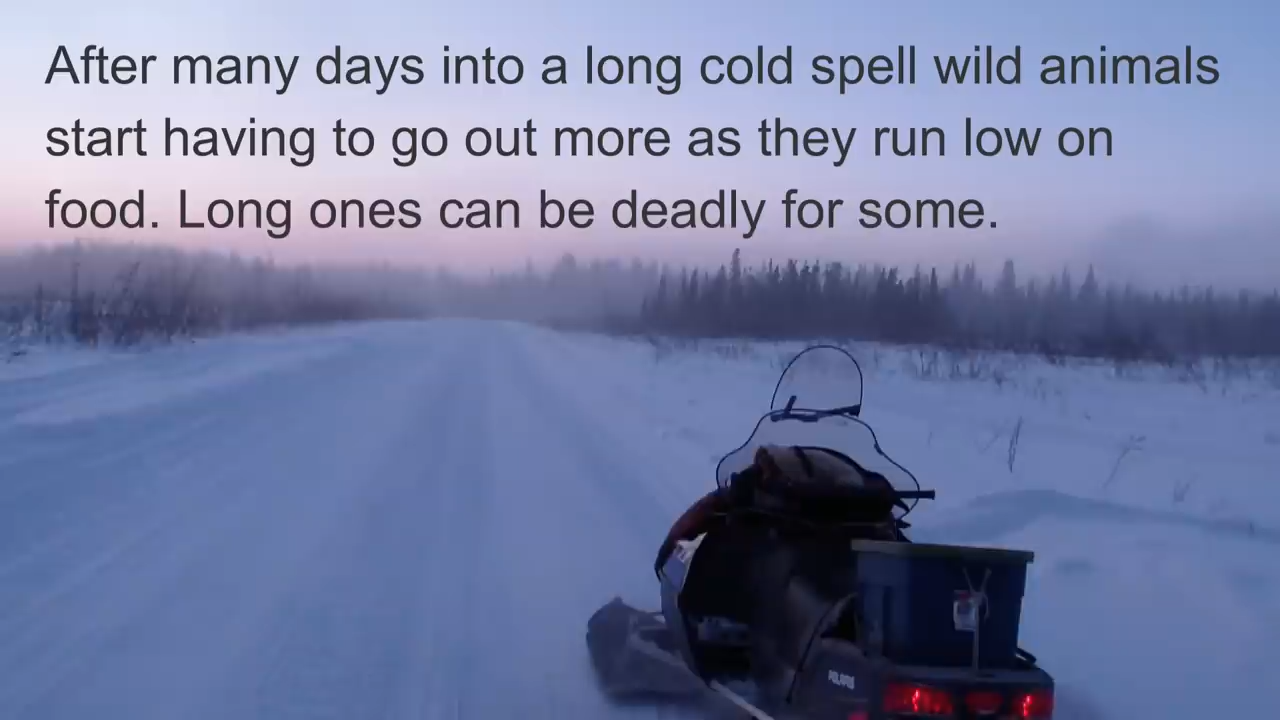 After many days into a long cold spell wild animals
start having to go out more as they run low on
food. Long ones can be deadly for some.
POLARIS